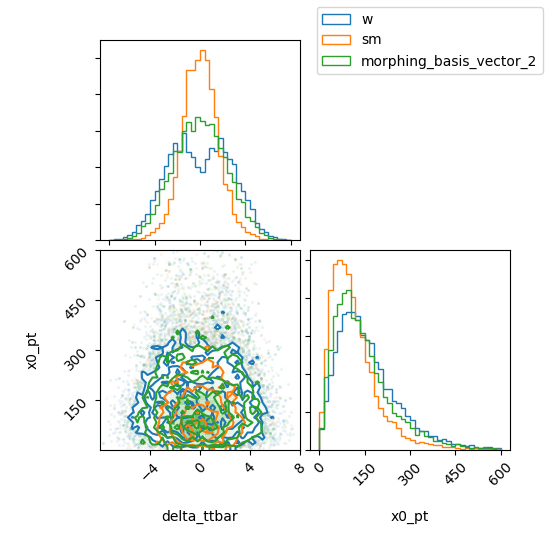 w
sm
morphing_basis_vector_2
600
450
300
150
x0_pt
−4
0
4
8
delta_ttbar
0
150
300
450
600
x0_pt